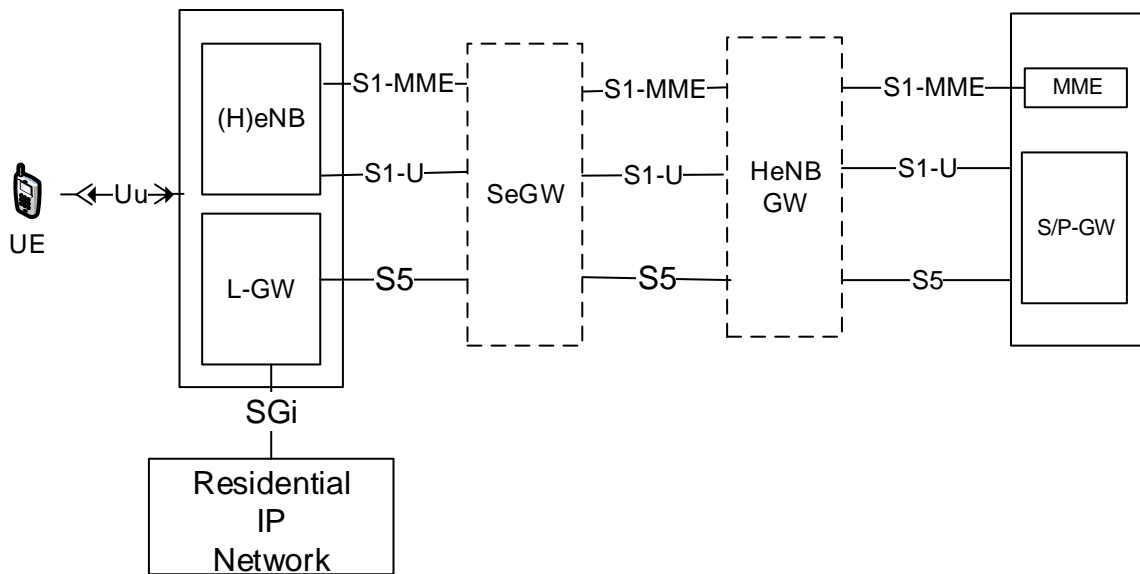 S1-MME
S1-MME
S1-MME
MME
(H)eNB
S1-U
S1-U
S1-U
SeGW
HeNB
GW
Uu
UE
S/P-GW
L-GW
S5
S5
S5
SGi
Residential
IP
Network